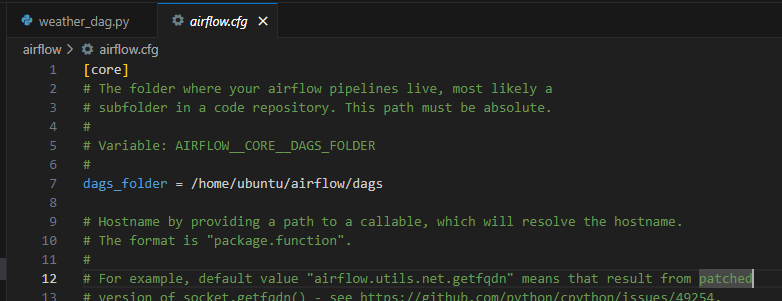 weather_dag.py
airflow.cfg
airflow > airflow.cfg
1 [core]
2 # The folder where your airflow pipelines live, most likely a
3 # subfolder in a code repository. This path must be absolute.
4 #
5 # Variable: AIRFLOW__CORE__DAGS_FOLDER
6 #
7 dags_folder = /home/ubuntu/airflow/dags
8
9 # Hostname by providing a path to a callable, which will resolve the hostname.
10 # The format is "package.function".
11 #
12 # For example, default value "airflow.utils.net.getfqdn" means that result from patched
13 # version of socket.getfqdn() - see https://github.com/python/cpython/issues/49254.